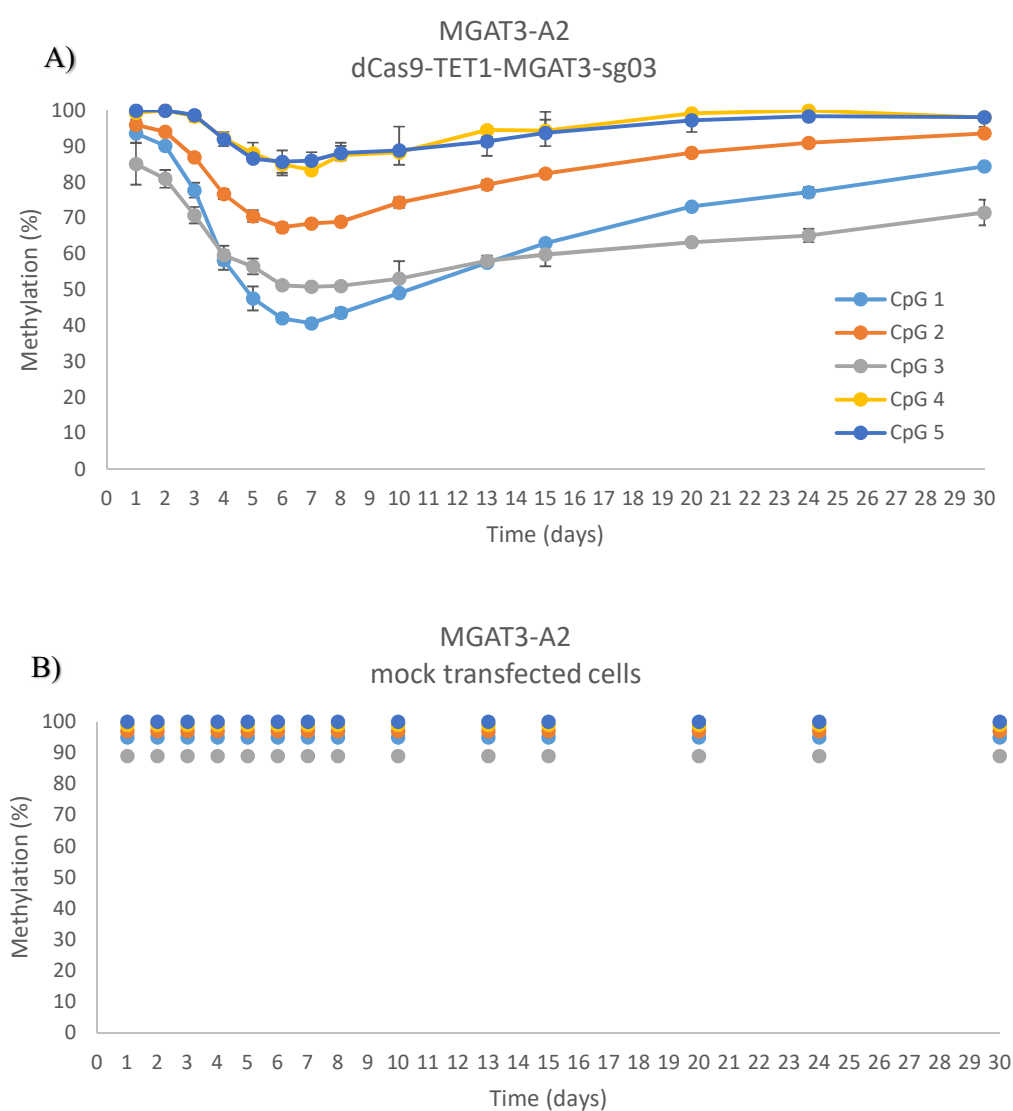 MGAT3-A2
A)
dCas9-TET1-MGAT3-sg03
100
90
80
70
60
50
40
30
20
10
0
Methylation (%)
CpG 1
CpG 2
CpG 3
CpG 4
CpG 5
0 1 2 3 4 5 6 7 8 9 10 11 12 13 14 15 16 17 18 19 20 21 22 23 24 25 26 27 28 29 30
Time (days)
MGAT3-A2
B)
mock transfected cells
100
90
80
70
60
50
40
30
20
10
0
Methylation (%)
0 1 2 3 4 5 6 7 8 9 10 11 12 13 14 15 16 17 18 19 20 21 22 23 24 25 26 27 28 29 30
Time (days)